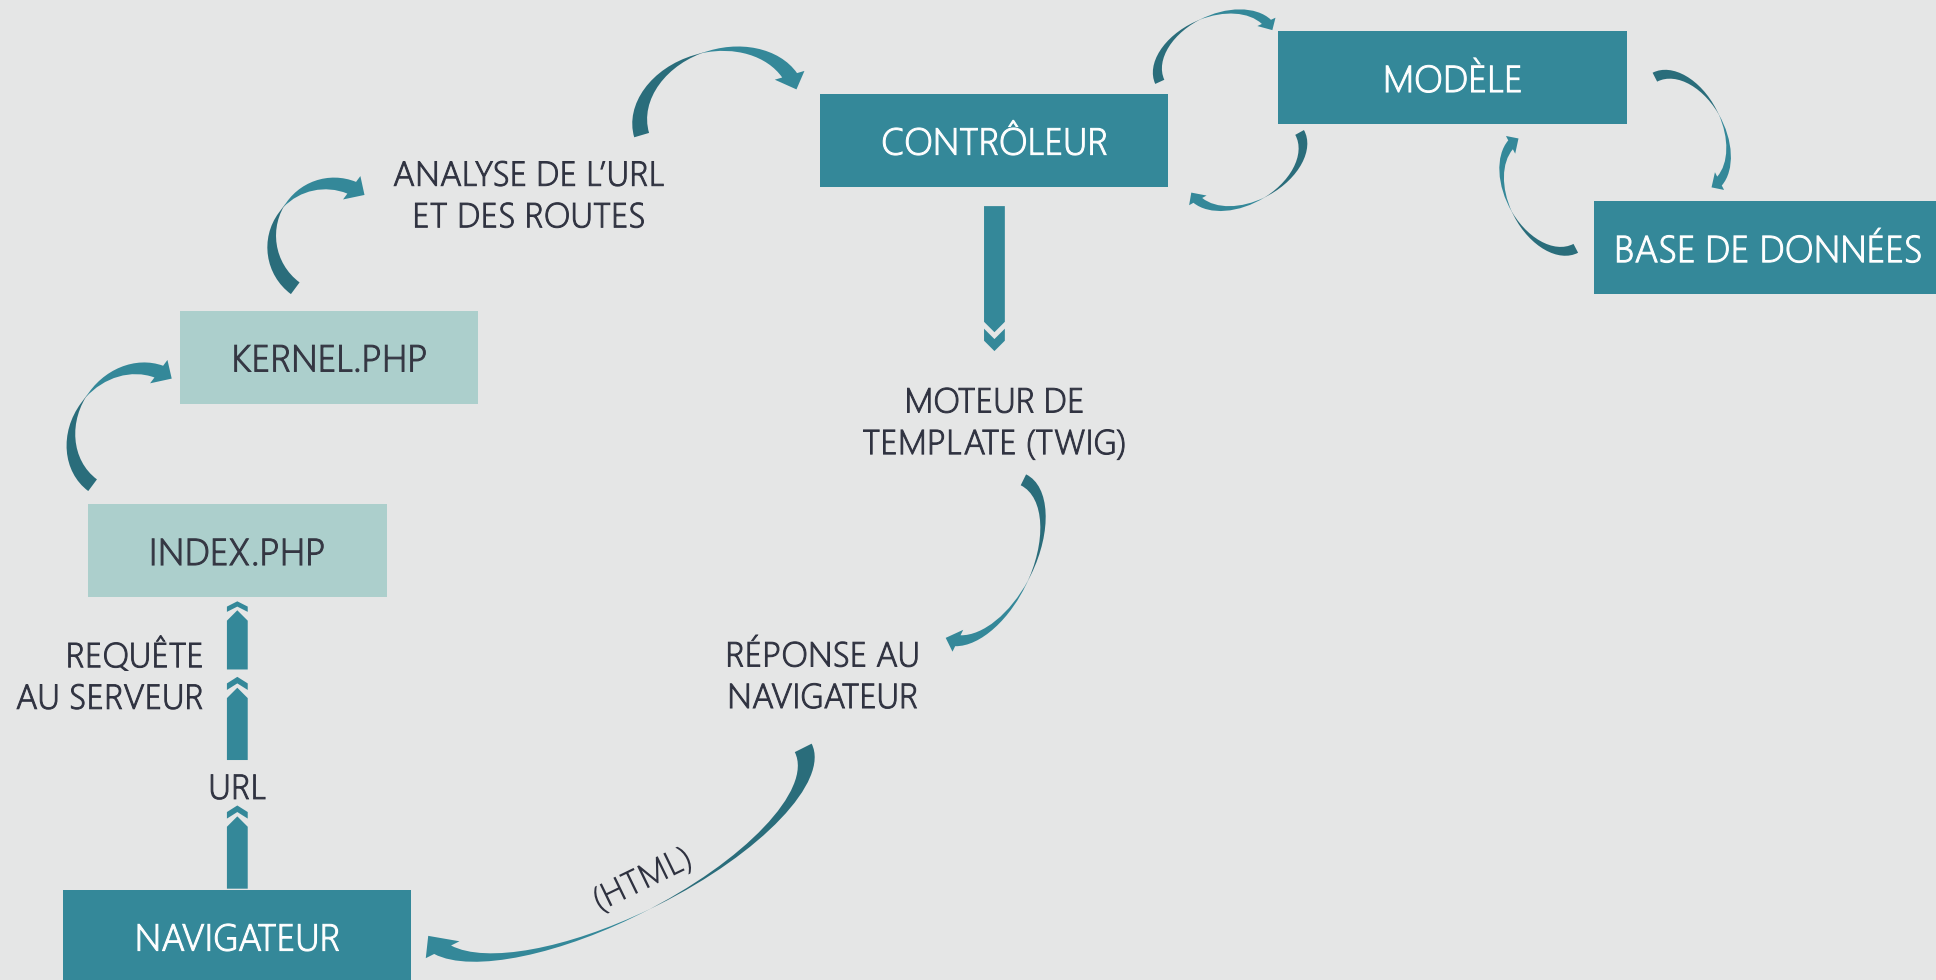 MODÈLE
CONTRÔLEUR
ANALYSE DE L’URL
ET DES ROUTES
BASE DE DONNÉES
KERNEL.PHP
MOTEUR DE
TEMPLATE (TWIG)
INDEX.PHP
REQUÊTE
AU SERVEUR
RÉPONSE AU
NAVIGATEUR
URL
(HTML)
NAVIGATEUR